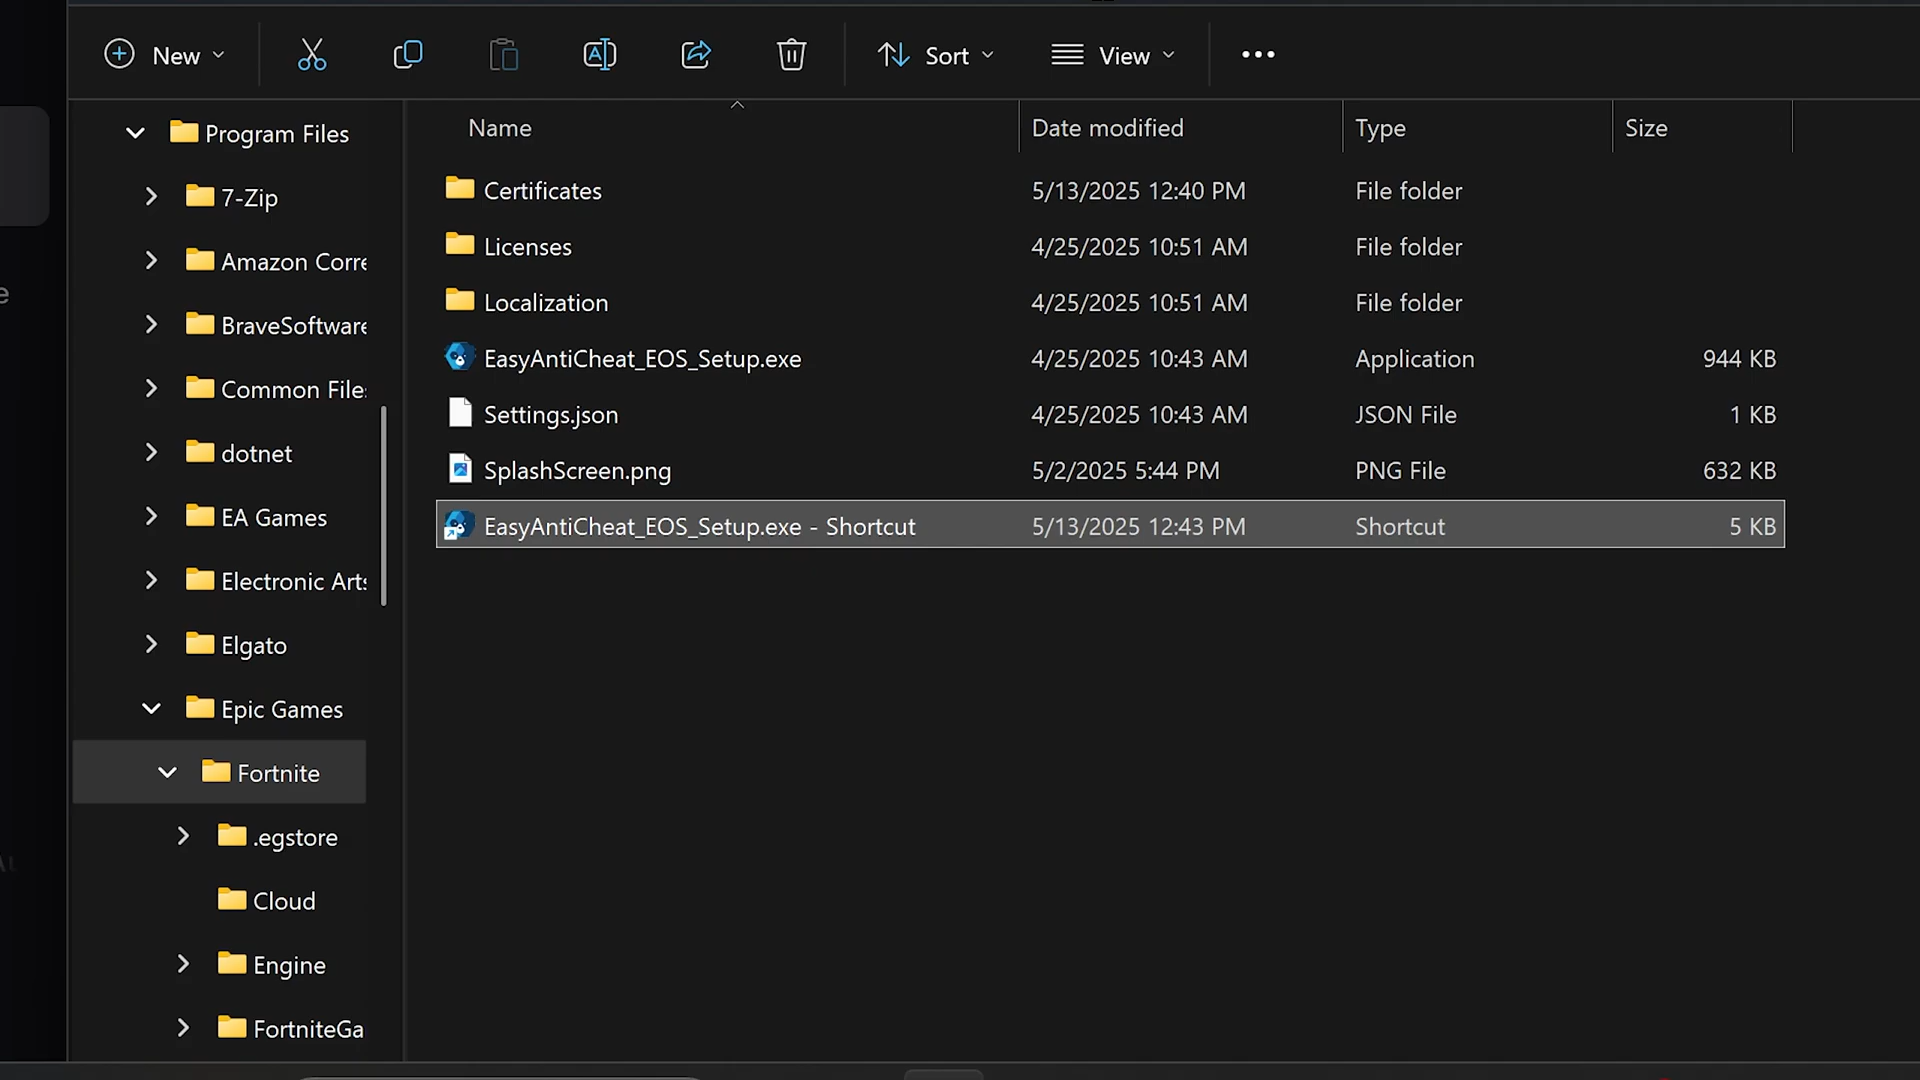 New
Sort
View
Program Files
7-Zip
Amazon Corre
BraveSoftware
Common File
dotnet
EA Games
Electronic Arts
Elgato
Epic Games
Fortnite
.egstore
Cloud
Engine
FortniteGa
Name Date modified Type Size
Certificates 5/13/2025 12:40 PM File folder
Licenses 4/25/2025 10:51 AM File folder
Localization 4/25/2025 10:51 AM File folder
EasyAntiCheat_EOS_Setup.exe 4/25/2025 10:43 AM Application 944 KB
Settings.json 4/25/2025 10:43 AM JSON File 1 KB
SplashScreen.png 5/2/2025 5:44 PM PNG File 632 KB
EasyAntiCheat_EOS_Setup.exe - Shortcut 5/13/2025 12:43 PM Shortcut 5 KB